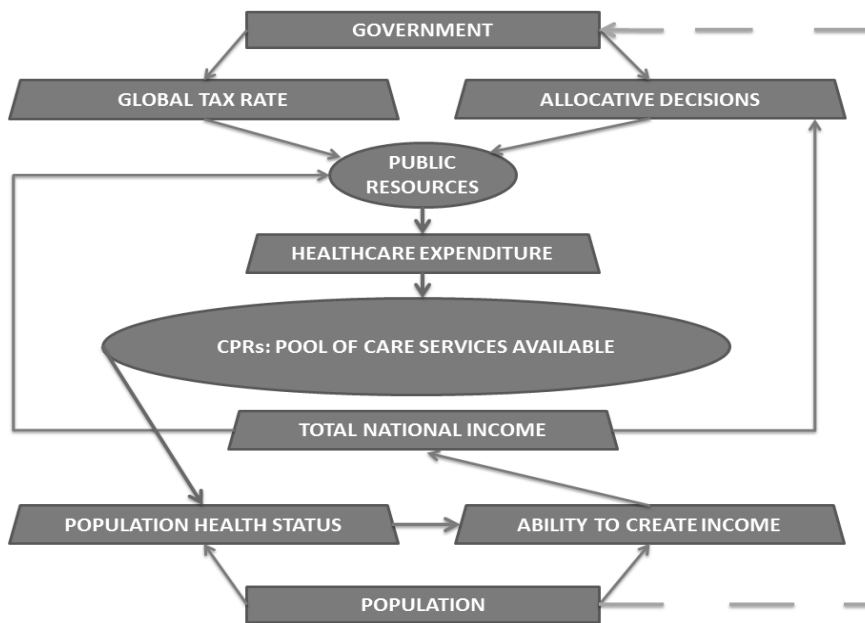 GOVERNMENT
GLOBAL TAX RATE
ALLOCATIVE DECISIONS
PUBLIC
RESOURCES
HEALTHCARE EXPENDITURE
CPRs: POOL OF CARE SERVICES AVAILABLE
TOTAL NATIONAL INCOME
POPULATION HEALTH STATUS
ABILITY TO CREATE INCOME
POPULATION